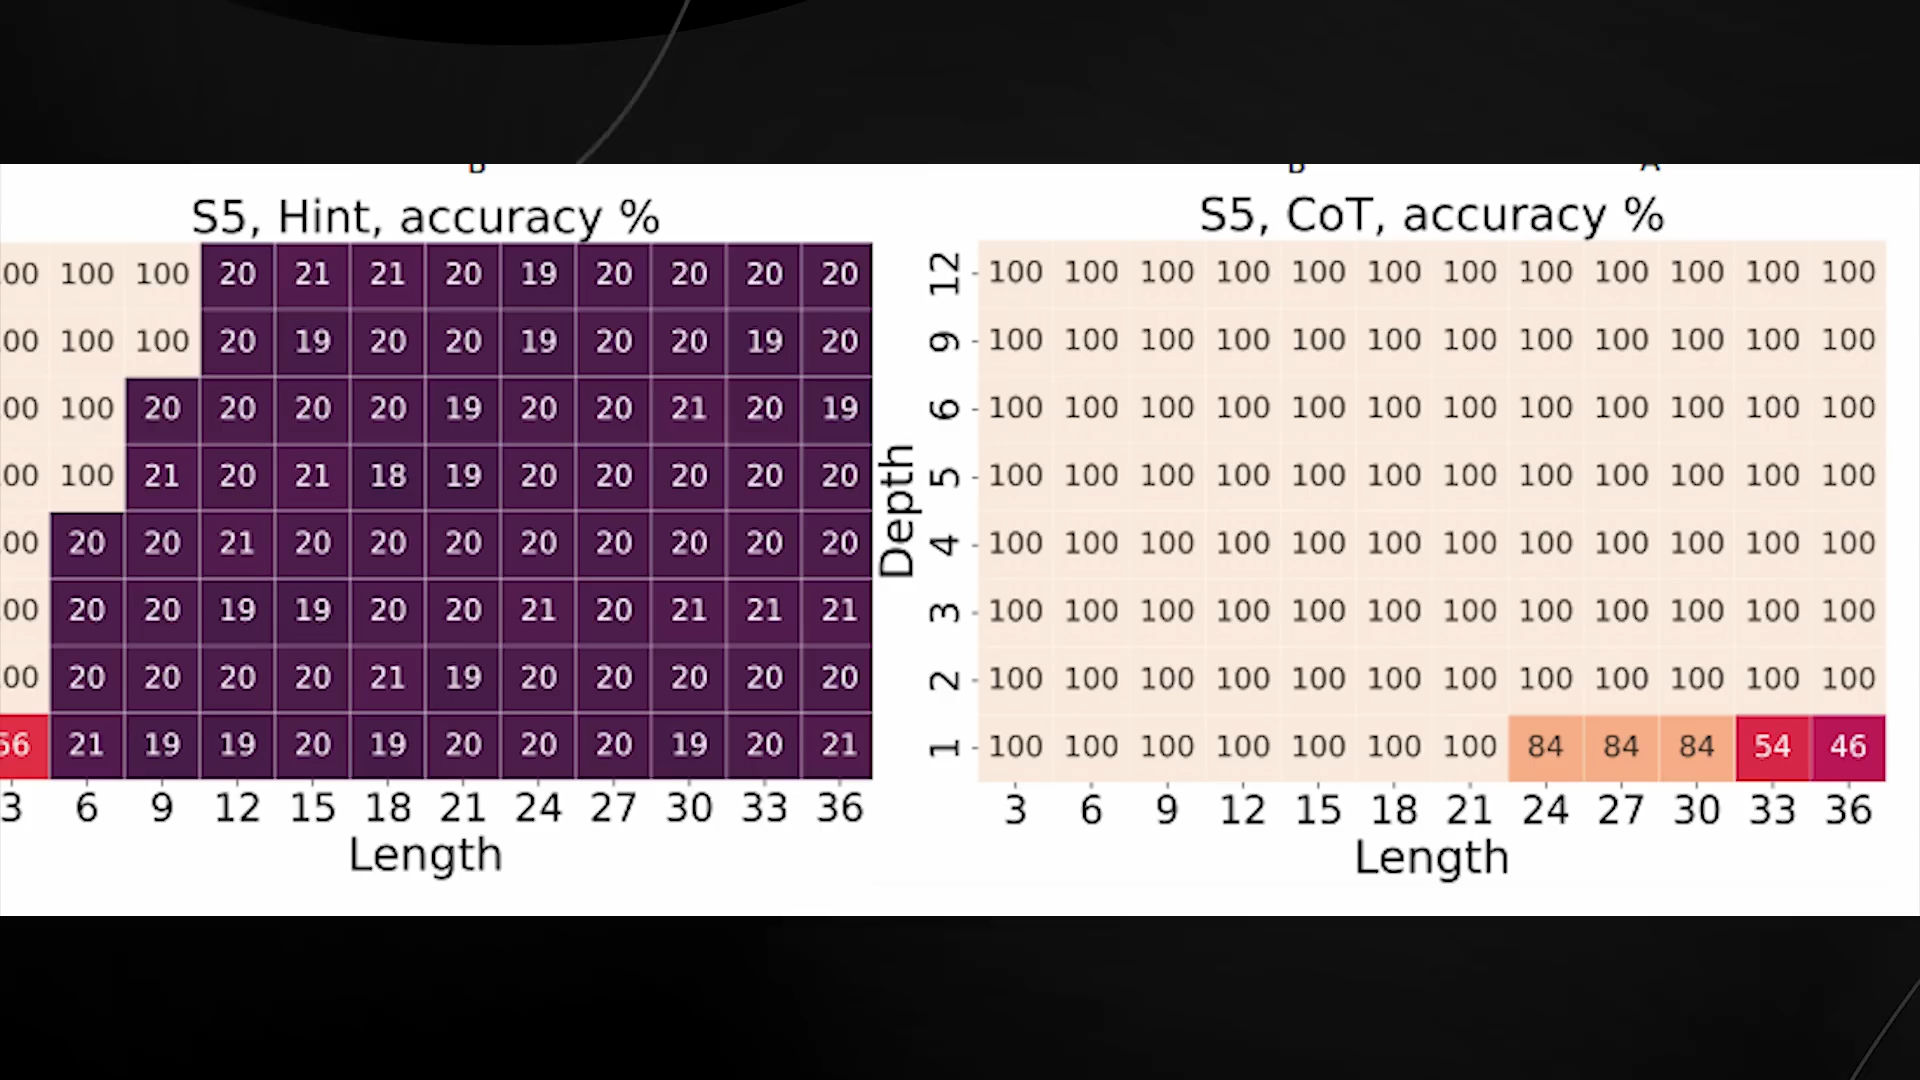 S5, Hint, accuracy %
00 100 100 20 21 21 20 19 20 20 20 20
00 100 100 20 19 20 20 19 20 20 19 20
00 100 20 20 20 20 19 20 20 21 20 19
00 100 21 20 21 18 19 20 20 20 20 20
00 20 20 21 20 20 20 20 20 20 20 20
00 20 20 19 19 20 20 21 20 21 21 21
00 20 20 20 20 21 19 20 20 20 20 20
56 21 19 19 20 19 20 20 20 19 20 21
3 6 9 12 15 18 21 24 27 30 33 36
Length
S5, CoT, accuracy %
Depth
12 100 100 100 100 100 100 100 100 100 100 100 100
9 100 100 100 100 100 100 100 100 100 100 100 100
6 100 100 100 100 100 100 100 100 100 100 100 100
5 100 100 100 100 100 100 100 100 100 100 100 100
4 100 100 100 100 100 100 100 100 100 100 100 100
3 100 100 100 100 100 100 100 100 100 100 100 100
2 100 100 100 100 100 100 100 100 100 100 100 100
1 100 100 100 100 100 100 100 84 84 84 54 46
3 6 9 12 15 18 21 24 27 30 33 36
Length